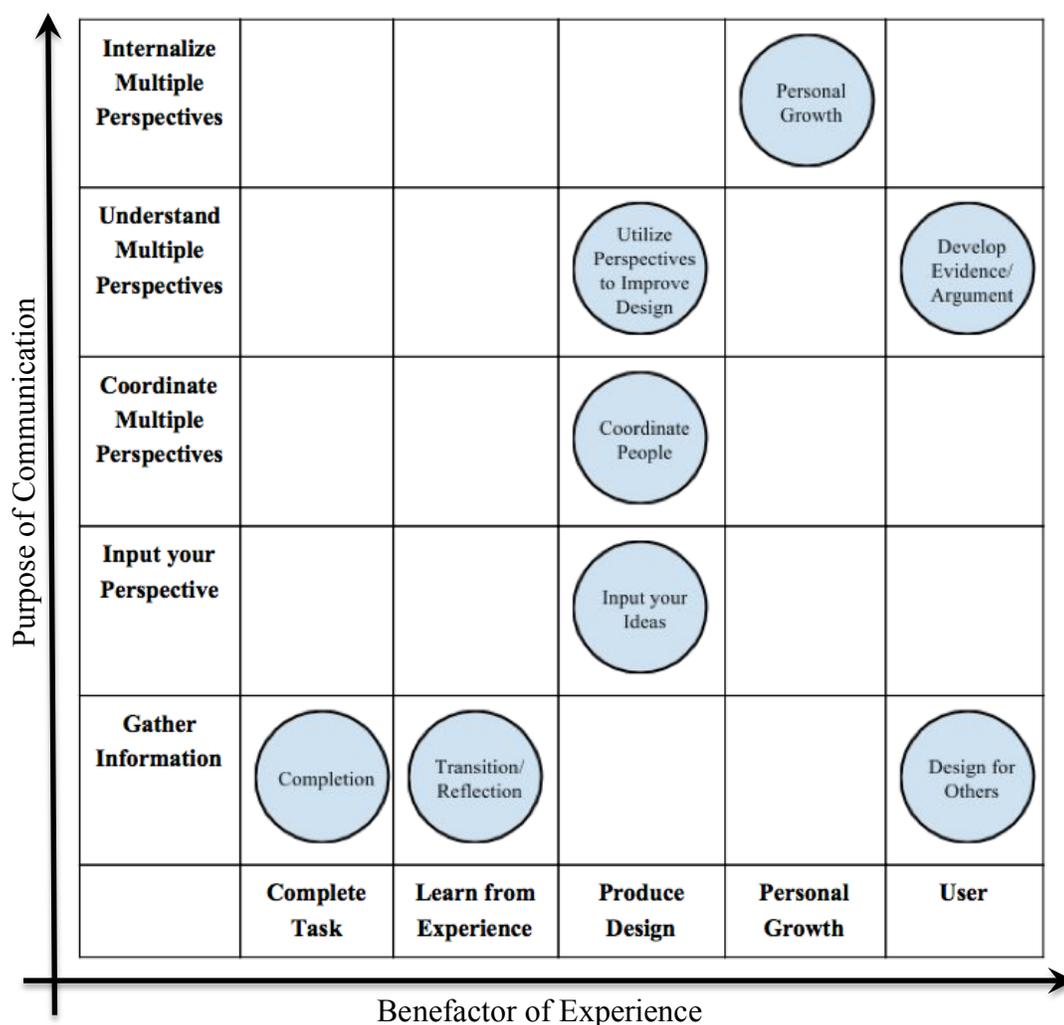 Purpose of Communication
Internalize
Multiple
Perspectives
Personal
Growth
Understand
Multiple
Perspectives
Utilize
Perspectives
to Improve
Design
Develop
Evidence/
Argument
Coordinate
Multiple
Perspectives
Coordinate
People
Input your
Perspective
Input your
Ideas
Gather
Information
Completion
Transition/
Reflection
Design for
Others
Complete
Task
Learn from
Experience
Produce
Design
Personal
Growth
User
Benefactor of Experience